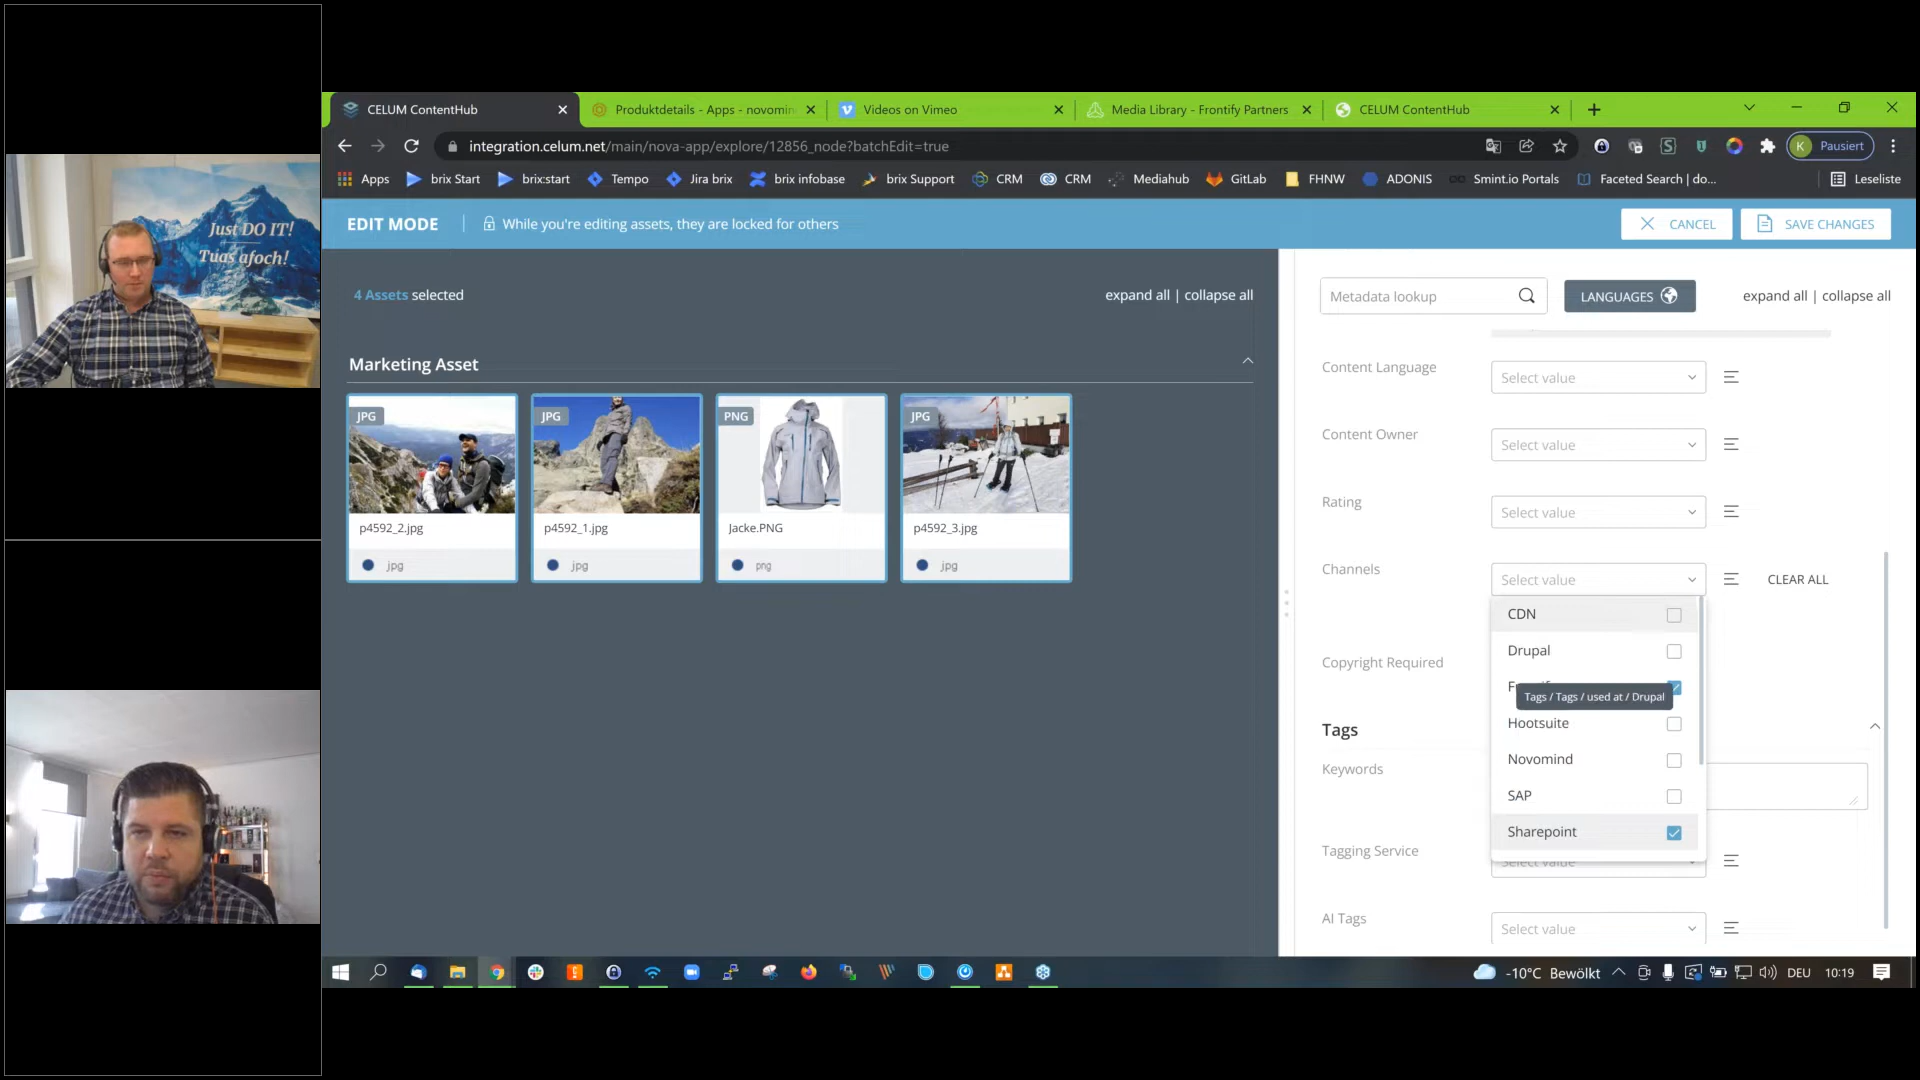 Just DO IT!
Tuas afoch!
CELUM ContentHub
Produktdetails - Apps - novomin
Videos on Vimeo
Media Library - Frontify Partners
CELUM ContentHub
integration.celum.net/main/nova-app/explore/12856_node?batchEdit=true
K Pausiert
Apps
brix Start
brix:start
Tempo
Jira brix
brix infobase
brix Support
CRM
CRM
Mediahub
GitLab
FHNW
ADONIS
Smint.io Portals
Faceted Search | do...
Leseliste
EDIT MODE
While you're editing assets, they are locked for others
CANCEL
SAVE CHANGES
4 Assets selected
expand all | collapse all
Marketing Asset
JPG
p4592_2.jpg
jpg
JPG
p4592_1.jpg
jpg
PNG
Jacke.PNG
png
JPG
p4592_3.jpg
jpg
Metadata lookup
LANGUAGES
expand all | collapse all
Content Language
Select value
Content Owner
Select value
Rating
Select value
Channels
Select value
CLEAR ALL
CDN
Drupal
Tags / Tags / used at / Drupal
Hootsuite
Novomind
SAP
Sharepoint
Copyright Required
Tags
Keywords
Tagging Service
Select value
AI Tags
Select value
-10°C Bewölkt
DEU
10:19